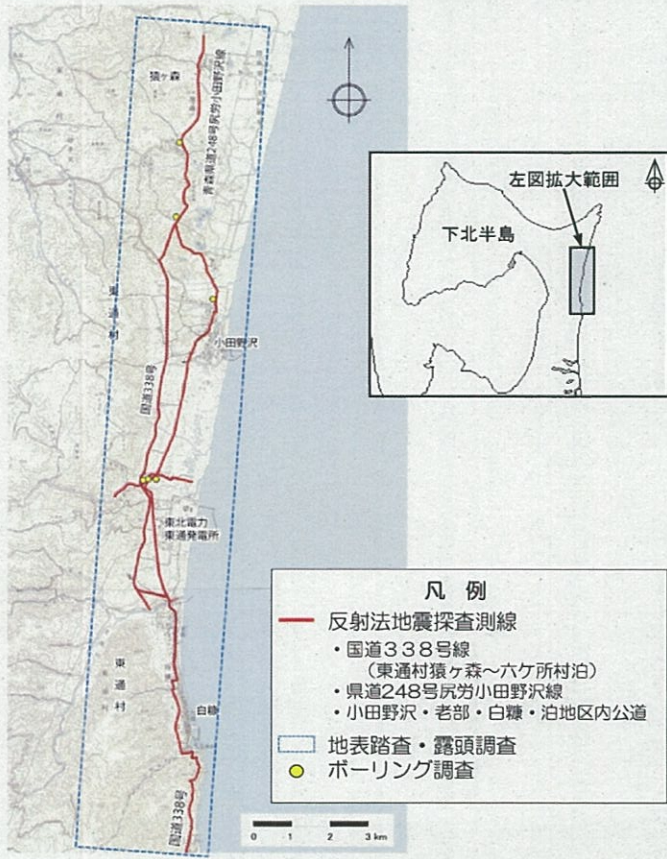 猿ヶ森
青森県道248号尻労小田野沢線
東通村
小田野沢
国道338号
東北電力
東通発電所
東通村
白糠
国道338号
0 1 2 3 km
左図拡大範囲
下北半島
凡 例
反射法地震探査測線
・国道338号線
（東通村猿ヶ森～六ケ所村泊）
・県道248号尻労小田野沢線
・小田野沢・老部・白糠・泊地区内公道
地表踏査・露頭調査
ボーリング調査